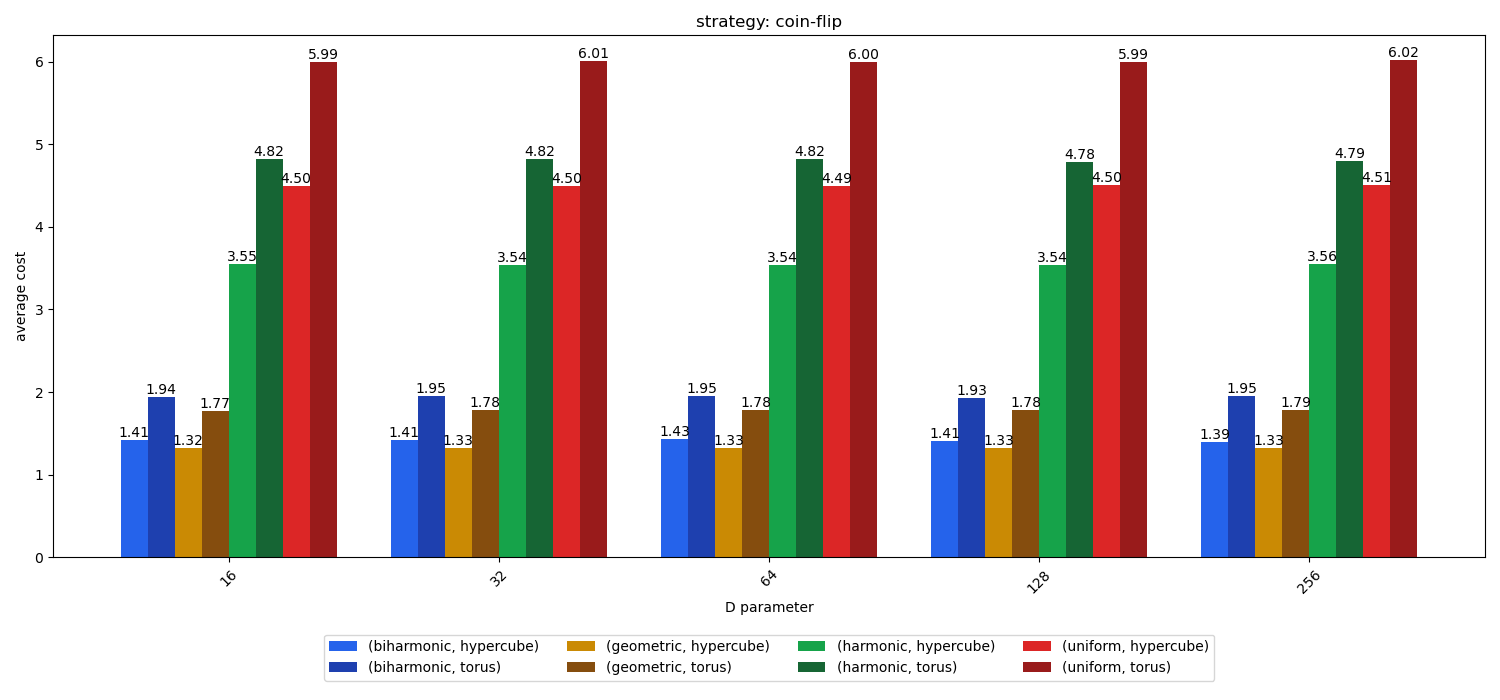 strategy: coin-flip
average cost
6
5
4
3
2
1
0
1.41 1.94 1.32 1.77 3.55 4.82 4.50 5.99
1.41 1.95 1.33 1.78 3.54 4.82 4.50 6.01
1.43 1.95 1.33 1.78 3.54 4.82 4.49 6.00
1.41 1.93 1.33 1.78 3.54 4.78 4.50 5.99
1.39 1.95 1.33 1.79 3.56 4.79 4.51 6.02
16 32 64 128 256
D parameter
(biharmonic, hypercube) (geometric, hypercube) (harmonic, hypercube) (uniform, hypercube)
(biharmonic, torus) (geometric, torus) (harmonic, torus) (uniform, torus)